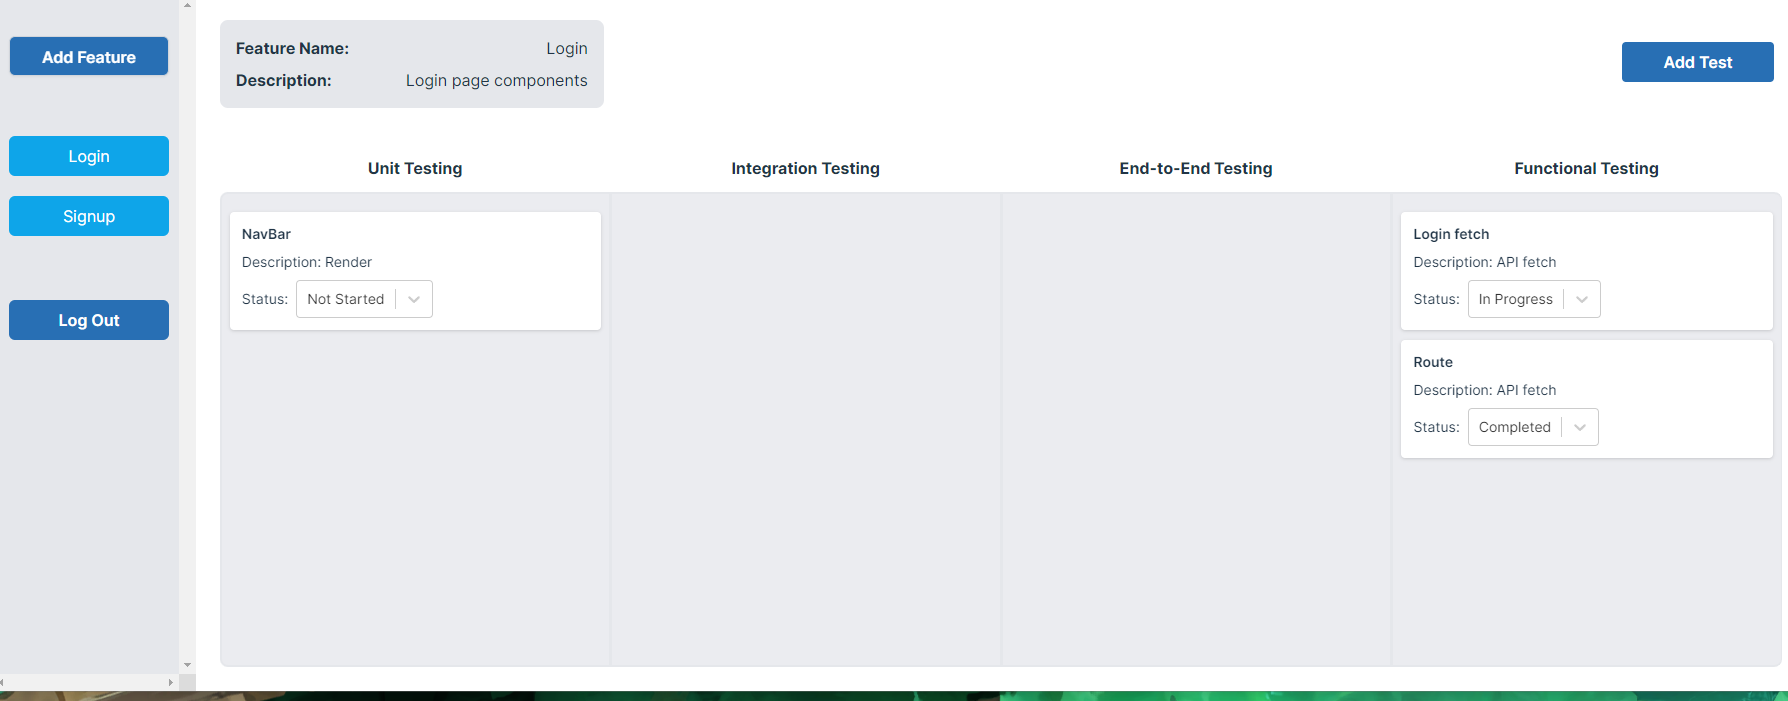 Add Feature
Login
Signup
Log Out
Feature Name: Login
Description: Login page components
Add Test
Unit Testing
NavBar
Description: Render
Status: Not Started
Integration Testing
End-to-End Testing
Functional Testing
Login fetch
Description: API fetch
Status: In Progress
Route
Description: API fetch
Status: Completed